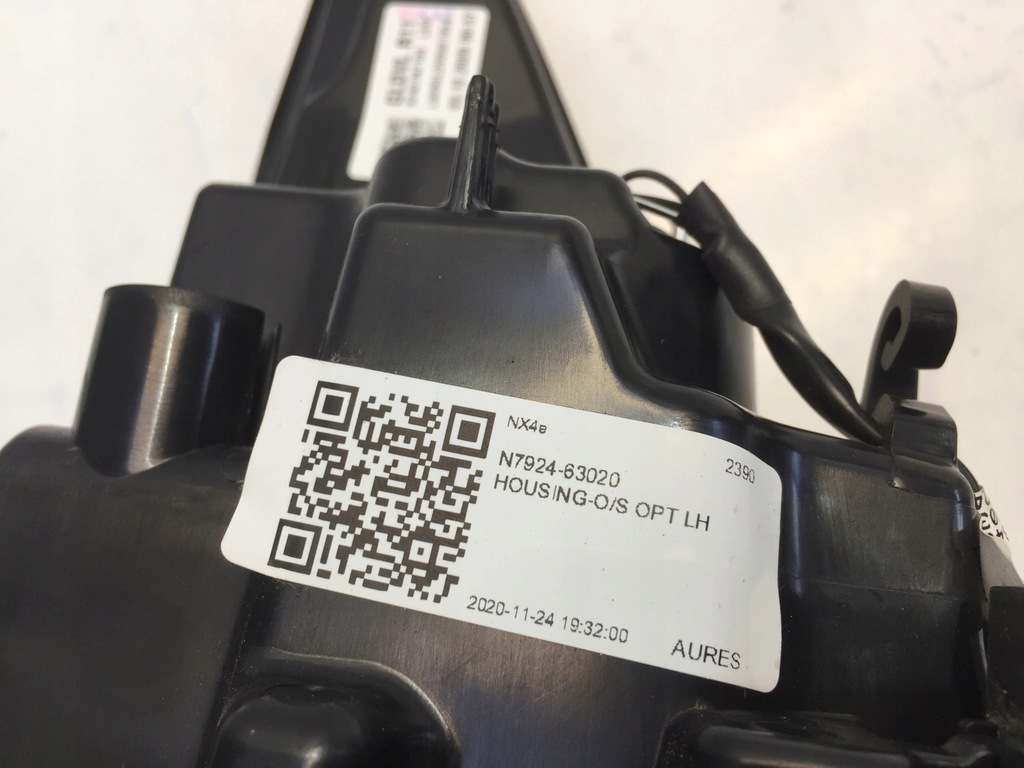 NX4e
2390
N7924-63020
HOUSING-O/S OPT LH
2020-11-24 19:32:00
AURES